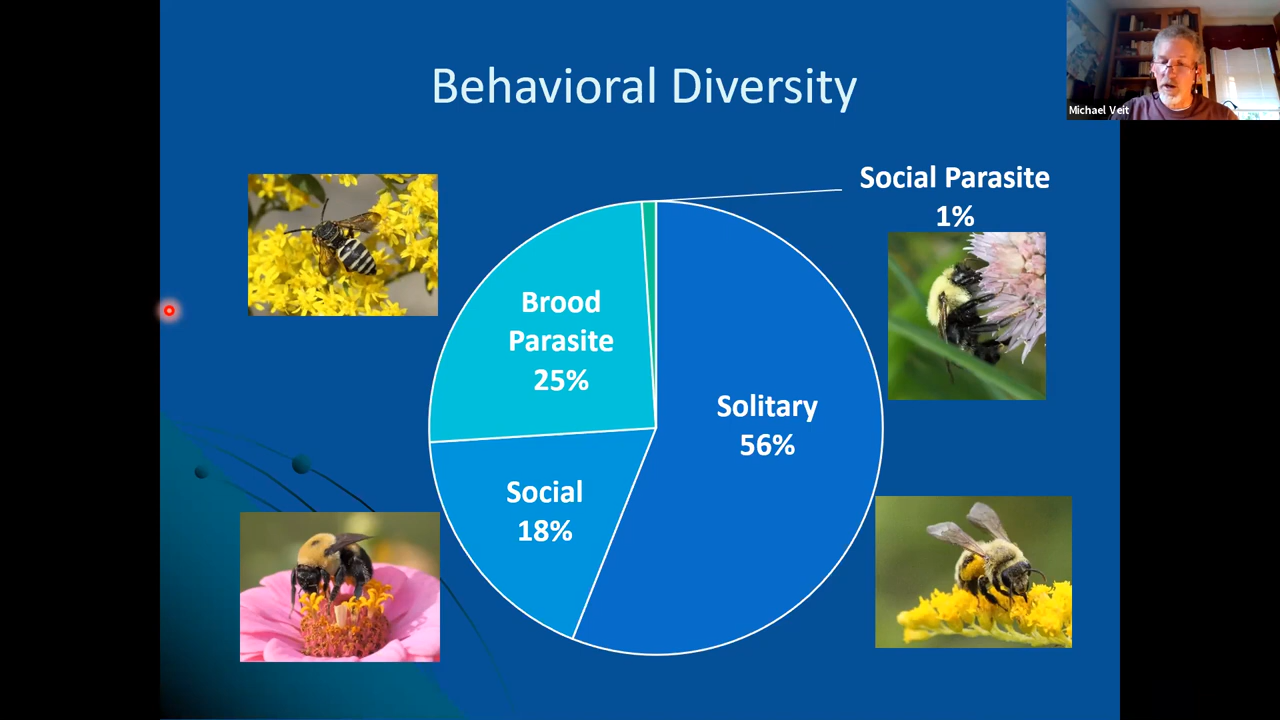 Behavioral Diversity
Michael Veit
Social Parasite
1%
Brood
Parasite
25%
Solitary
56%
Social
18%